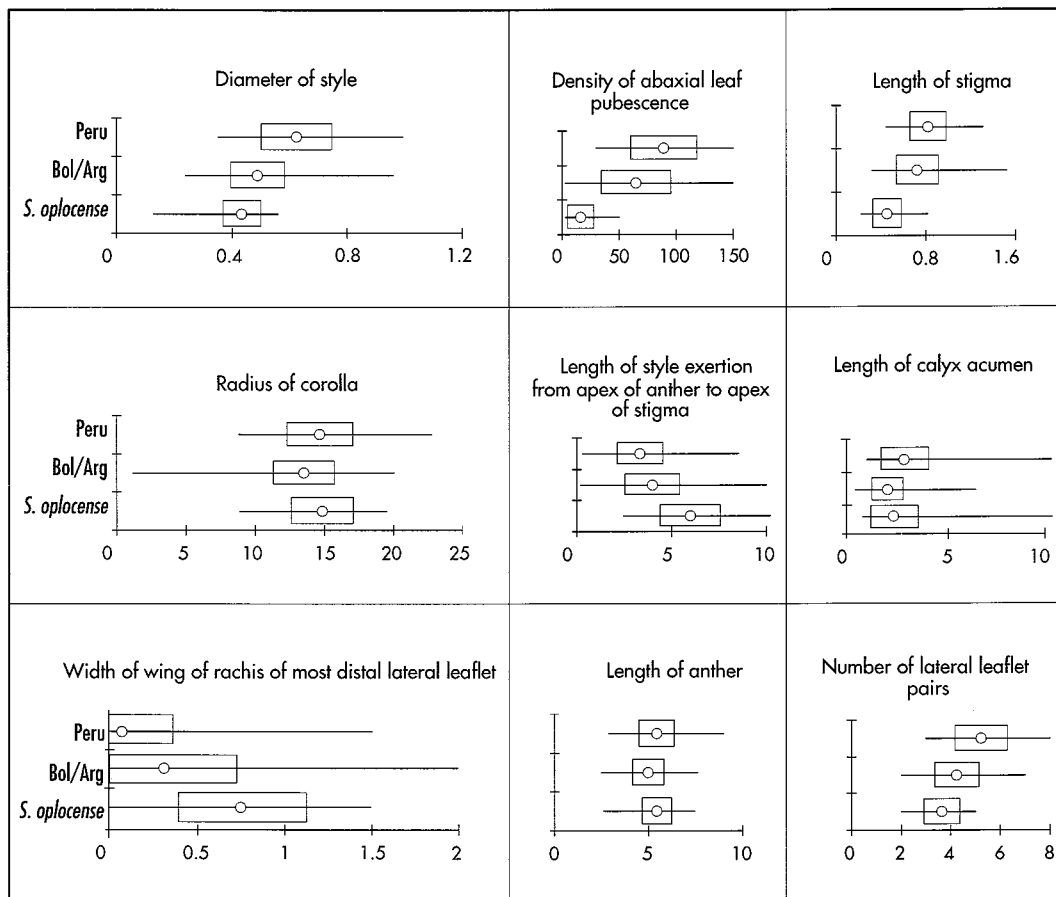 Diameter of style
Peru
Bol/Arg
S. oplocense
0 0.4 0.8 1.2
Density of abaxial leaf
pubescence
0 50 100 150
Length of stigma
0 0.8 1.6
Radius of corolla
Peru
Bol/Arg
S. oplocense
0 5 10 15 20 25
Length of style exertion
from apex of anther to apex
of stigma
0 5 10
Length of calyx acumen
0 10
Width of wing of rachis of most distal lateral leaflet
Peru
Bol/Arg
S. oplocense
0 0.5 1 1.5 2
Length of anther
0 5 10
Number of lateral leaflet
pairs
0 2 4 6 8